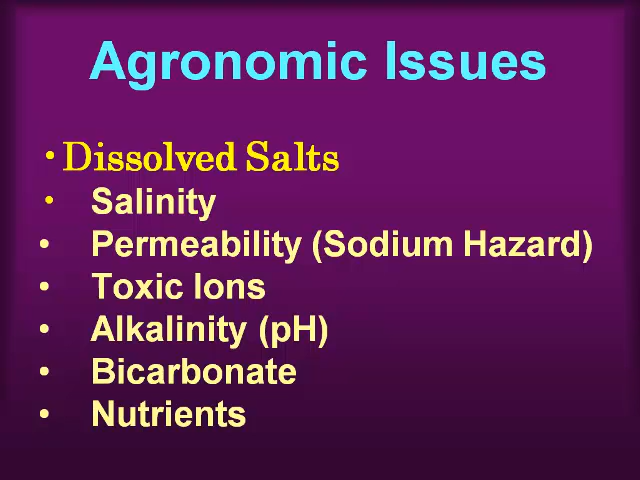 Agronomic Issues
• Dissolved Salts
• Salinity
• Permeability (Sodium Hazard)
• Toxic Ions
• Alkalinity (pH)
• Bicarbonate
• Nutrients